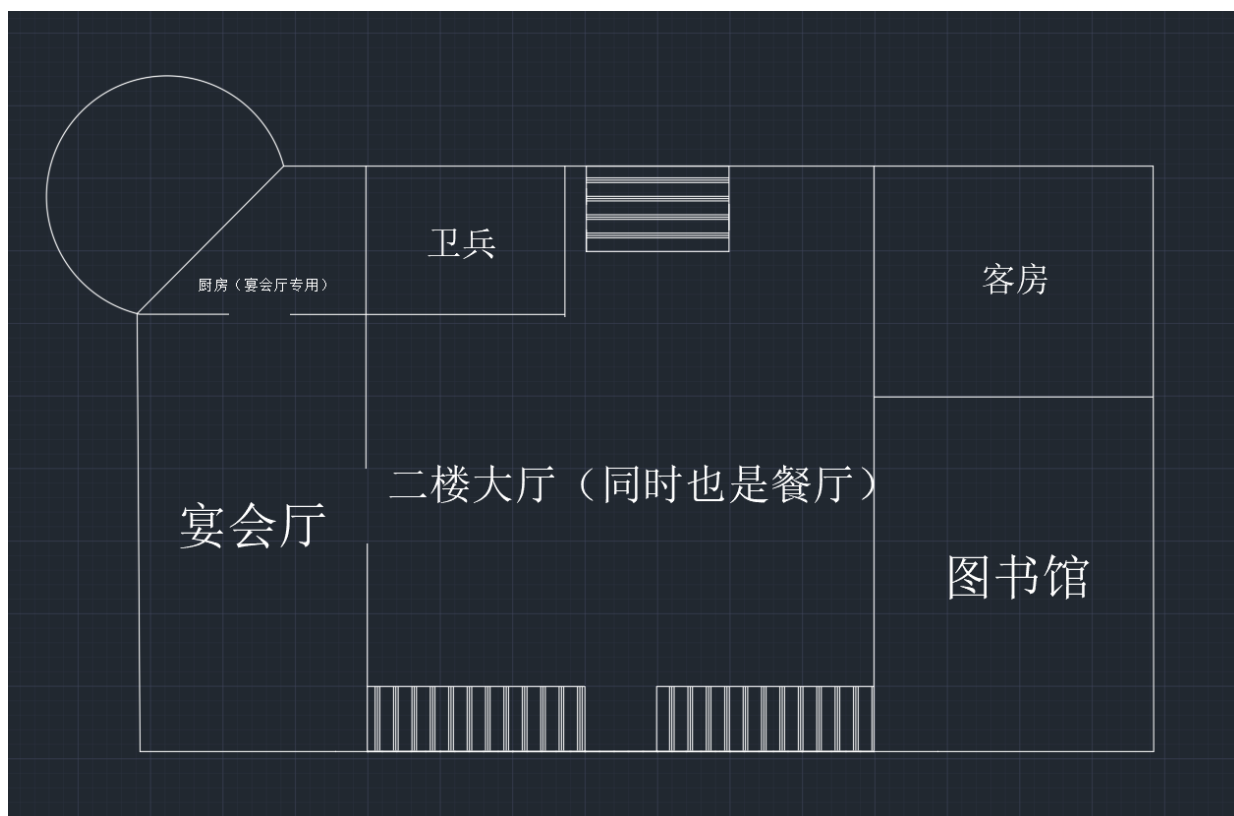 卫兵
客房
厨房（宴会厅专用）
二楼大厅（同时也是餐厅）
宴会厅
图书馆